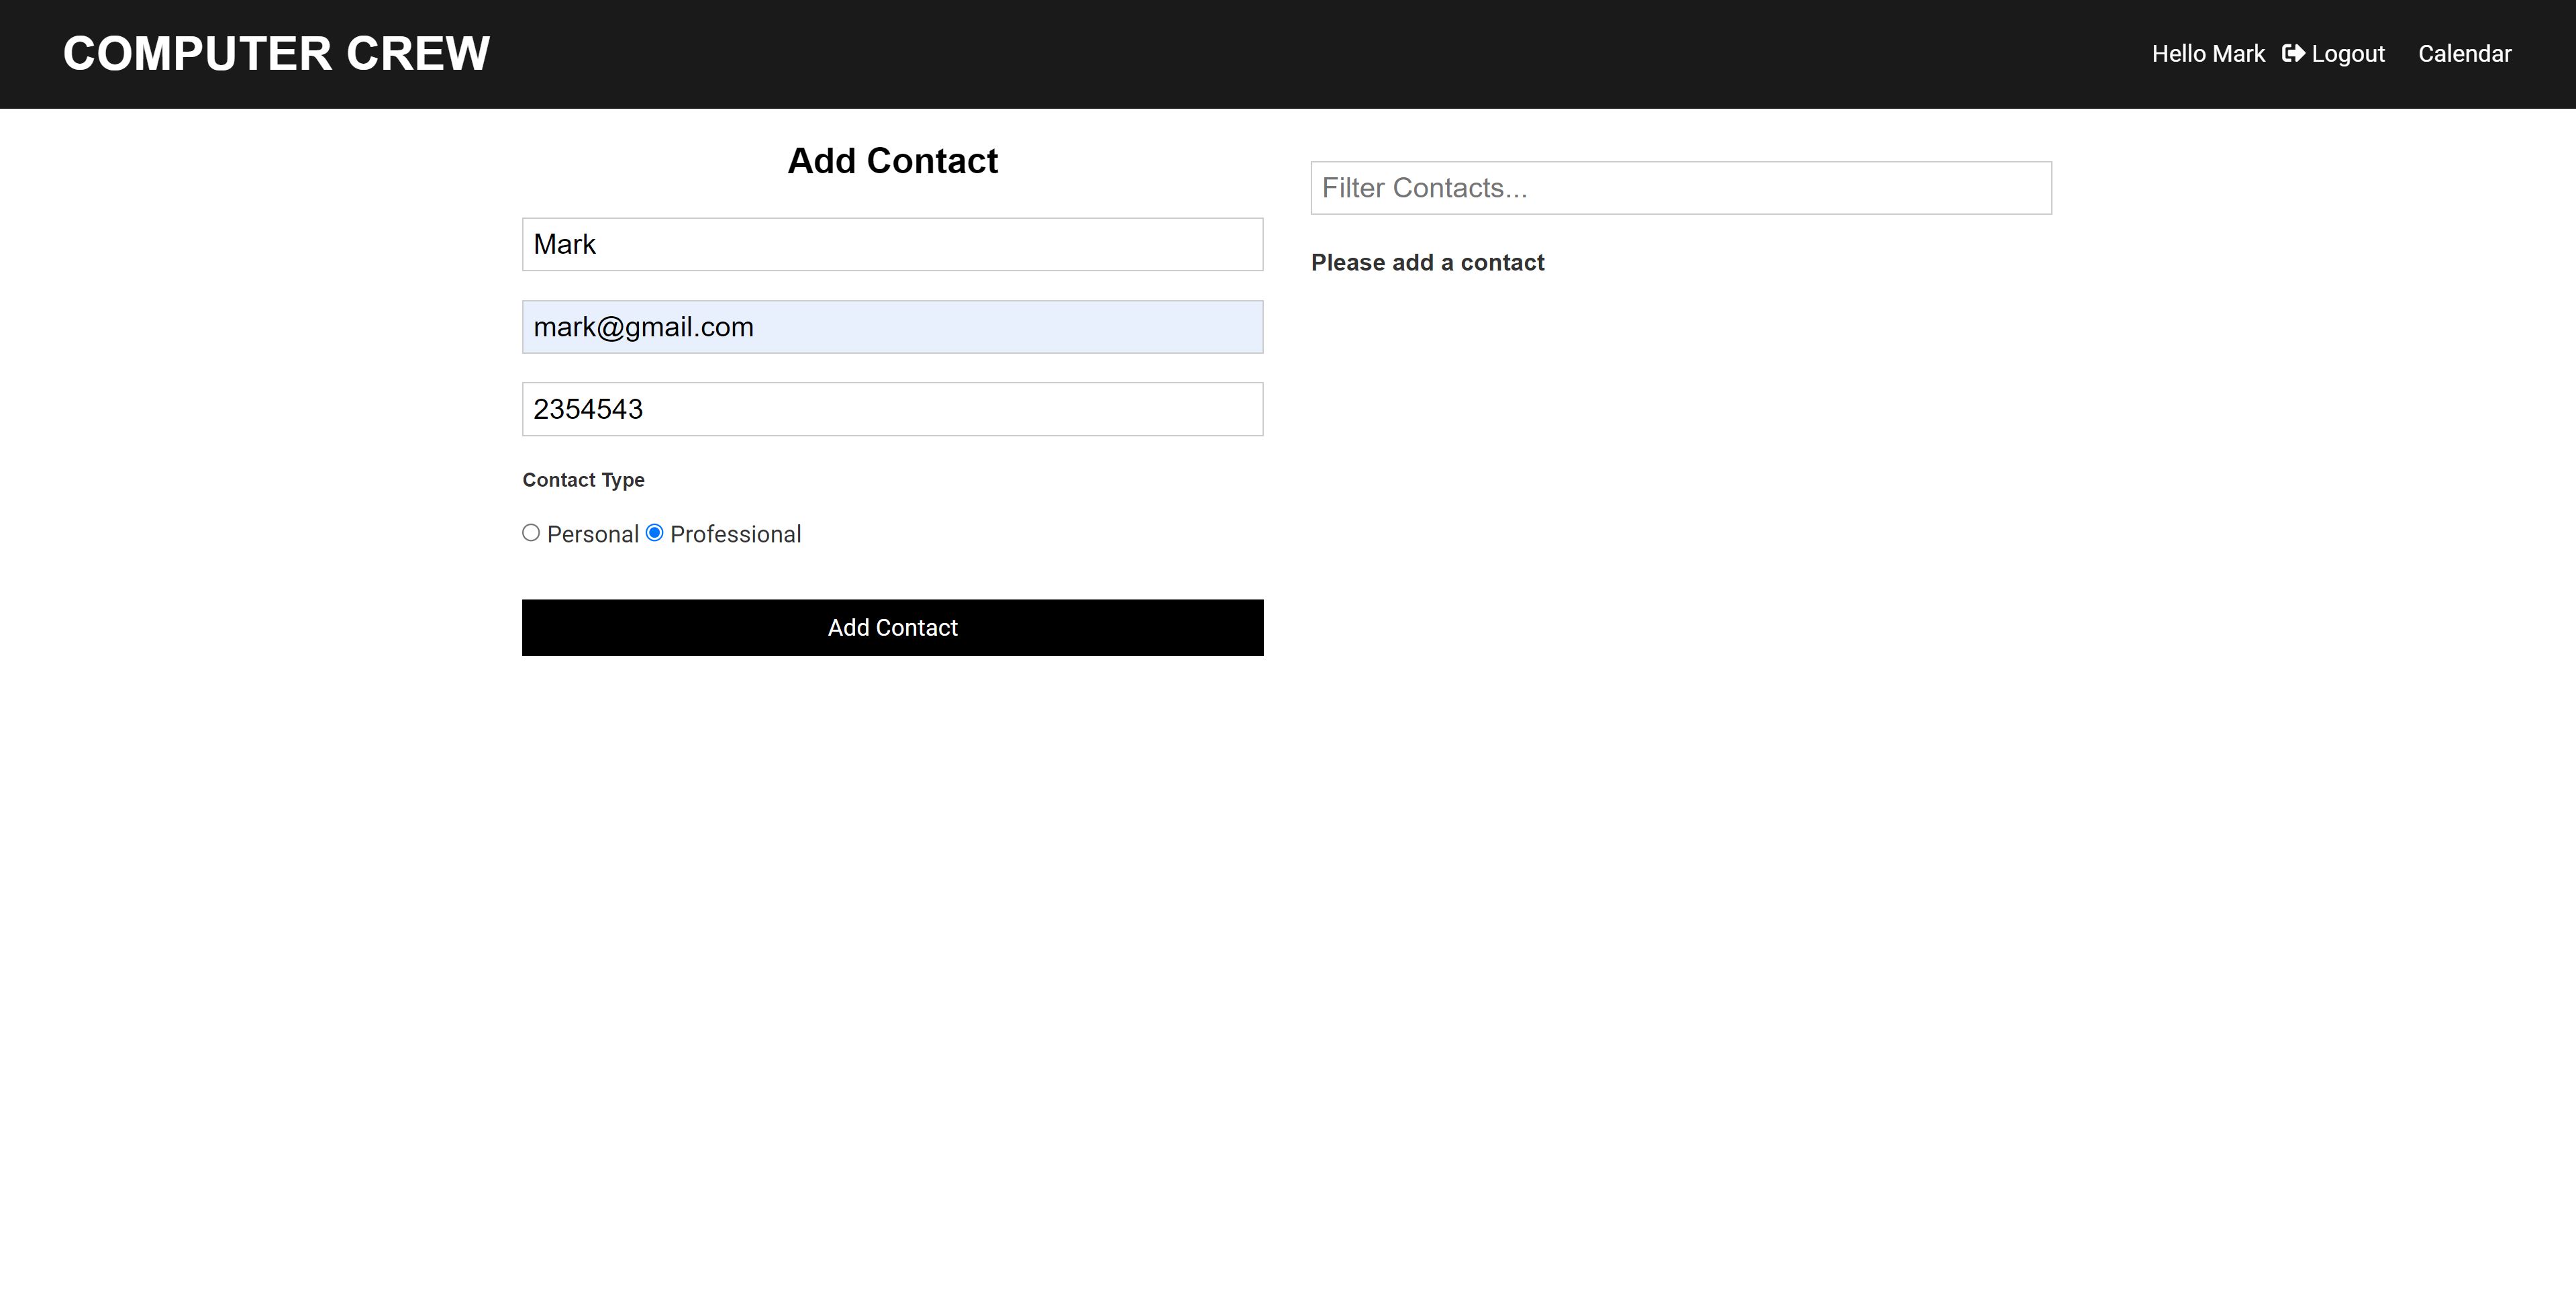 COMPUTER CREW
Hello Mark Logout Calendar
Add Contact
Mark
mark@gmail.com
2354543
Contact Type
Personal Professional
Add Contact
Filter Contacts...
Please add a contact